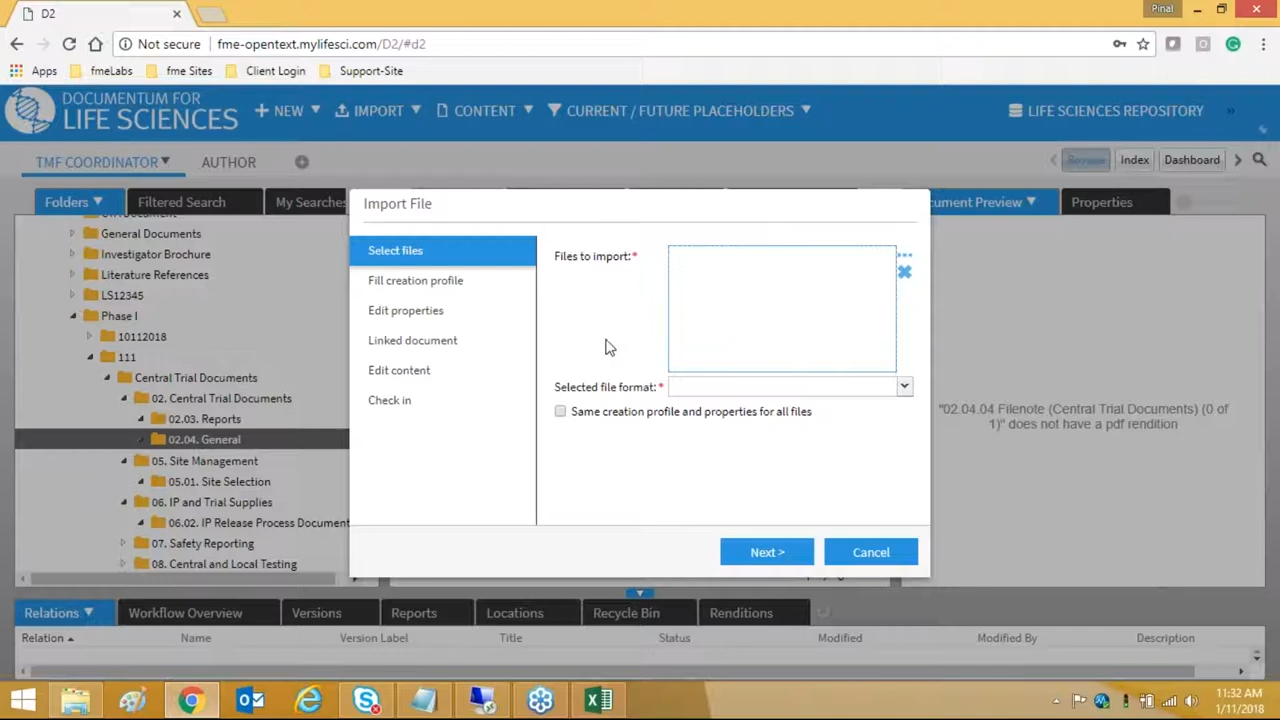 D2
Pinal
Not secure
fme-opentext.mylifesci.com/D2/#d2
Apps
fmeLabs
fme Sites
Client Login
Support-Site
DOCUMENTUM FOR
LIFE SCIENCES
NEW
IMPORT
CONTENT
CURRENT / FUTURE PLACEHOLDERS
LIFE SCIENCES REPOSITORY
TMF COORDINATOR
AUTHOR
Index
Dashboard
Folders
Filtered Search
My Searches
cument Preview
Properties
General Documents
Investigator Brochure
Literature References
LS12345
Phase I
10112018
111
Central Trial Documents
02. Central Trial Documents
02.03. Reports
02.04. General
05. Site Management
05.01. Site Selection
06. IP and Trial Supplies
06.02. IP Release Process Document
07. Safety Reporting
08. Central and Local Testing
Import File
Select files
Fill creation profile
Edit properties
Linked document
Edit content
Check in
Files to import:*
Selected file format: *
Same creation profile and properties for all files
Next >
Cancel
"02.04.04 Filenote (Central Trial Documents) (0 of
1)" does not have a pdf rendition
Relations
Workflow Overview
Versions
Reports
Locations
Recycle Bin
Renditions
Relation
Name
Version Label
Title
Status
Modified
Modified By
Description
11:32 AM
1/11/2018